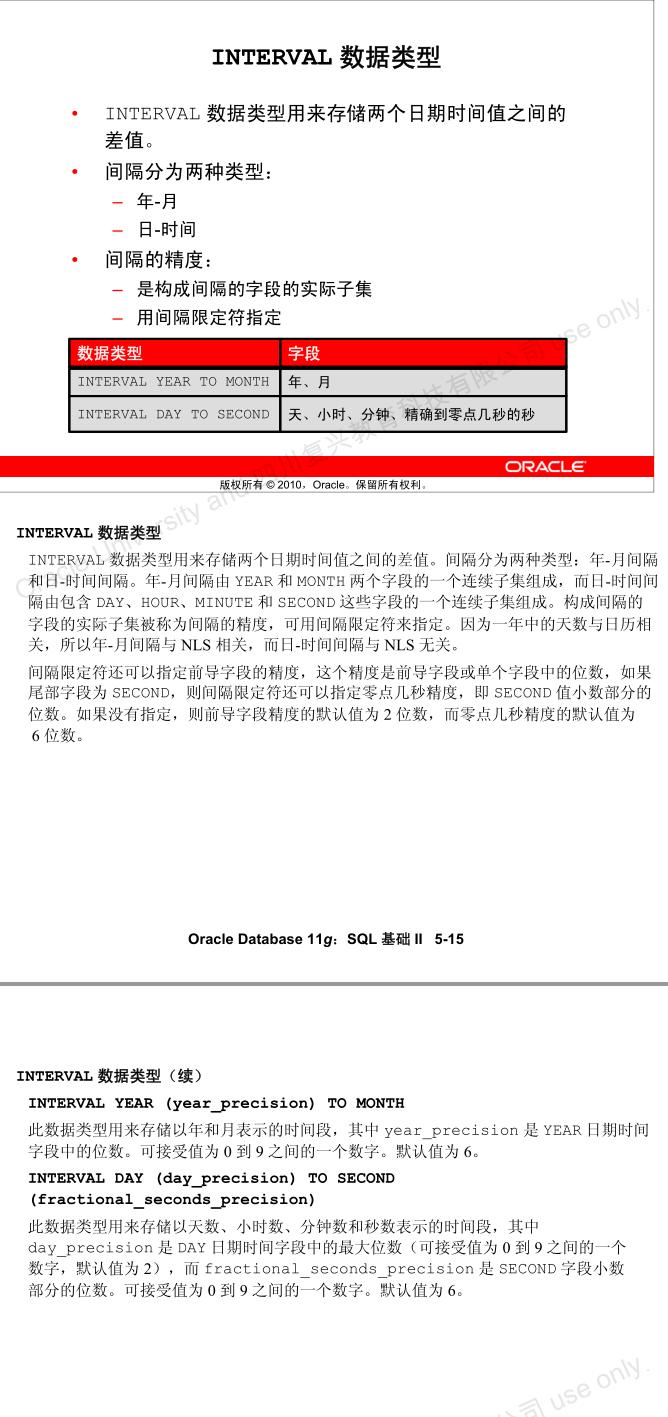 INTERVAL 数据类型
• INTERVAL 数据类型用来存储两个日期时间值之间的
差值。
• 间隔分为两种类型：
– 年-月
– 日-时间
• 间隔的精度：
– 是构成间隔的字段的实际子集
– 用间隔限定符指定
数据类型 字段
INTERVAL YEAR TO MONTH 年、月
INTERVAL DAY TO SECOND 天、小时、分钟、精确到零点几秒的秒
ORACLE
版权所有 © 2010，Oracle。保留所有权利。
INTERVAL 数据类型
INTERVAL 数据类型用来存储两个日期时间值之间的差值。间隔分为两种类型：年-月间隔
和日-时间间隔。年-月间隔由 YEAR 和 MONTH 两个字段的一个连续子集组成，而日-时间间
隔由包含 DAY、HOUR、MINUTE 和 SECOND 这些字段的一个连续子集组成。构成间隔的
字段的实际子集被称为间隔的精度，可用间隔限定符来指定。因为一年中的天数与日历相
关，所以年-月间隔与 NLS 相关，而日-时间间隔与 NLS 无关。
间隔限定符还可以指定前导字段的精度，这个精度是前导字段或单个字段中的位数，如果
尾部字段为 SECOND，则间隔限定符还可以指定零点几秒精度，即 SECOND 值小数部分的
位数。如果没有指定，则前导字段精度的默认值为 2 位数，而零点几秒精度的默认值为
6 位数。
Oracle Database 11g：SQL 基础 II 5-15
INTERVAL 数据类型（续）
INTERVAL YEAR (year_precision) TO MONTH
此数据类型用来存储以年和月表示的时间段，其中 year_precision 是 YEAR 日期时间
字段中的位数。可接受值为 0 到 9 之间的一个数字。默认值为 6。
INTERVAL DAY (day_precision) TO SECOND
(fractional_seconds_precision)
此数据类型用来存储以天数、小时数、分钟数和秒数表示的时间段，其中
day_precision 是 DAY 日期时间字段中的最大位数（可接受值为 0 到 9 之间的一个
数字，默认值为 2），而 fractional_seconds_precision 是 SECOND 字段小数
部分的位数。可接受值为 0 到 9 之间的一个数字。默认值为 6。
Oracle University and 四川复兴教育科技有限公司 use only.
公司 use only.